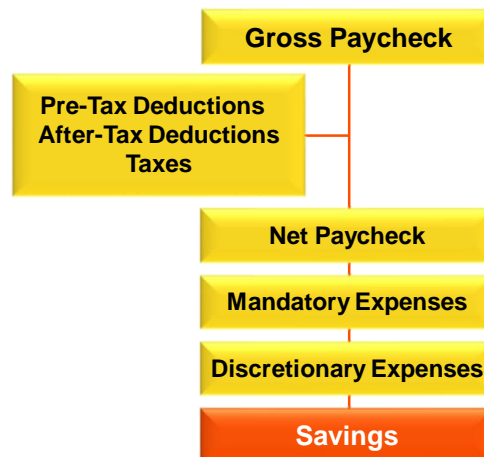 Gross Paycheck
Pre-Tax Deductions
After-Tax Deductions
Taxes
Net Paycheck
Mandatory Expenses
Discretionary Expenses
Savings